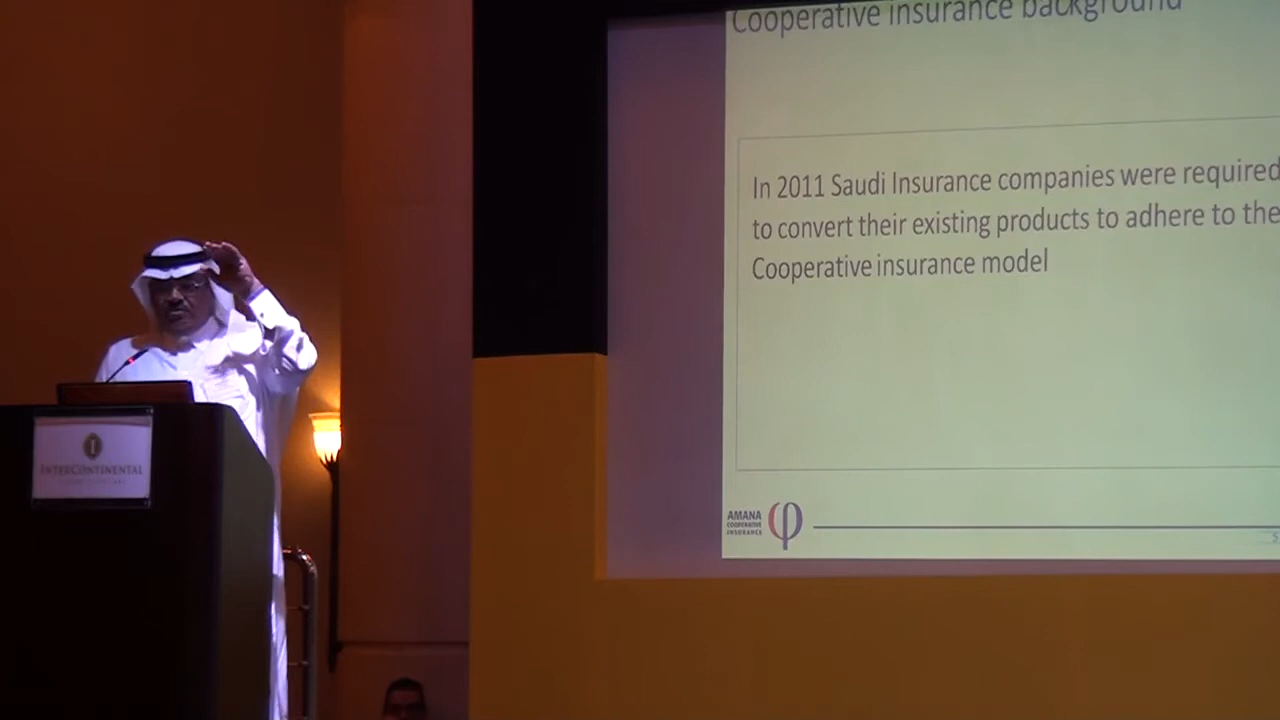 Cooperative insurance background
In 2011 Saudi Insurance companies were required
to convert their existing products to adhere to the
Cooperative insurance model
AMANA
COOPERATIVE
INSURANCE
5
I
INTERCONTINENTAL